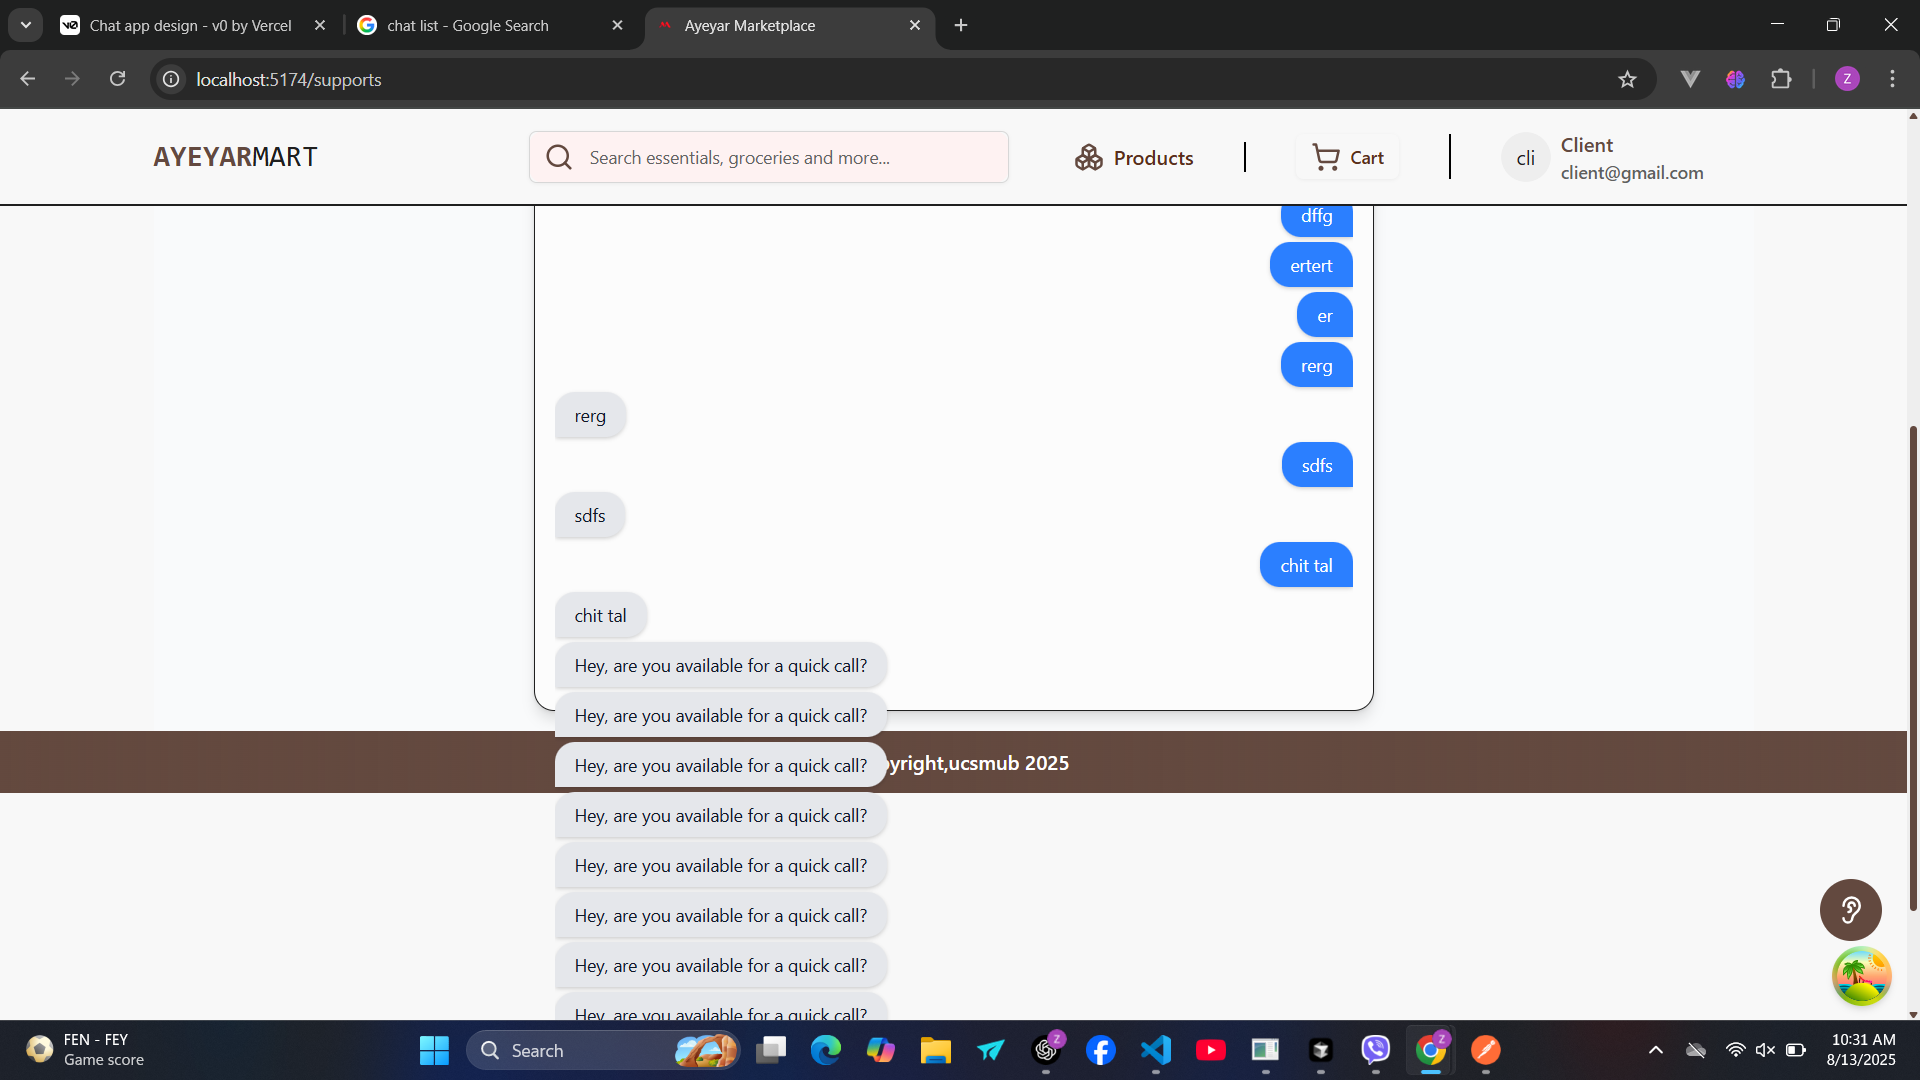 Chat app design - v0 by Vercel
chat list - Google Search
Ayeyar Marketplace
localhost:5174/supports
Z
AYEYARMART
Search essentials, groceries and more...
Products
Cart
cli
Client
client@gmail.com
dffg
ertert
er
rerg
rerg
sdfs
sdfs
chit tal
chit tal
Hey, are you available for a quick call?
Hey, are you available for a quick call?
Hey, are you available for a quick call?
yright,ucsmub 2025
Hey, are you available for a quick call?
Hey, are you available for a quick call?
Hey, are you available for a quick call?
Hey, are you available for a quick call?
Hey, are you available for a quick call?
FEN - FEY
Game score
Search
Z
Z
10:31 AM
8/13/2025